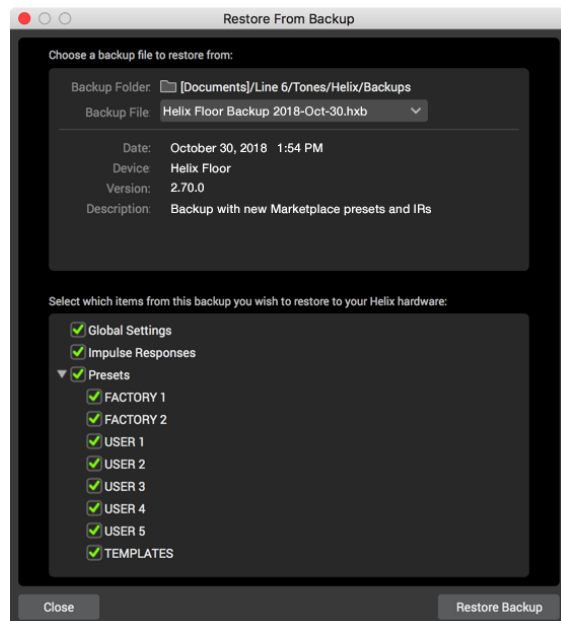 Restore From Backup
Choose a backup file to restore from:
Backup Folder: [Documents]/Line 6/Tones/Helix/Backups
Backup File: Helix Floor Backup 2018-Oct-30.hxb
Date: October 30, 2018 1:54 PM
Device: Helix Floor
Version: 2.70.0
Description: Backup with new Marketplace presets and IRs
Select which items from this backup you wish to restore to your Helix hardware:
Global Settings
Impulse Responses
Presets
FACTORY 1
FACTORY 2
USER 1
USER 2
USER 3
USER 4
USER 5
TEMPLATES
Close Restore Backup